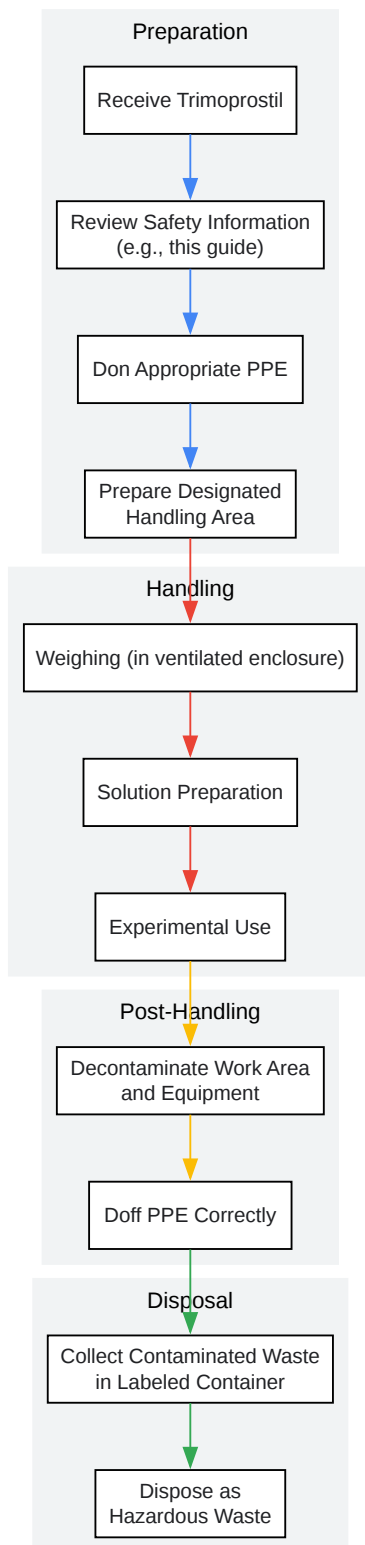 Preparation
Receive Trimoprostil
Review Safety Information
(e.g., this guide)
Don Appropriate PPE
Prepare Designated
Handling Area
Handling
Weighing (in ventilated enclosure)
Solution Preparation
Experimental Use
Post-Handling
Decontaminate Work Area
and Equipment
Doff PPE Correctly
Disposal
Collect Contaminated Waste
in Labeled Container
Dispose as
Hazardous Waste